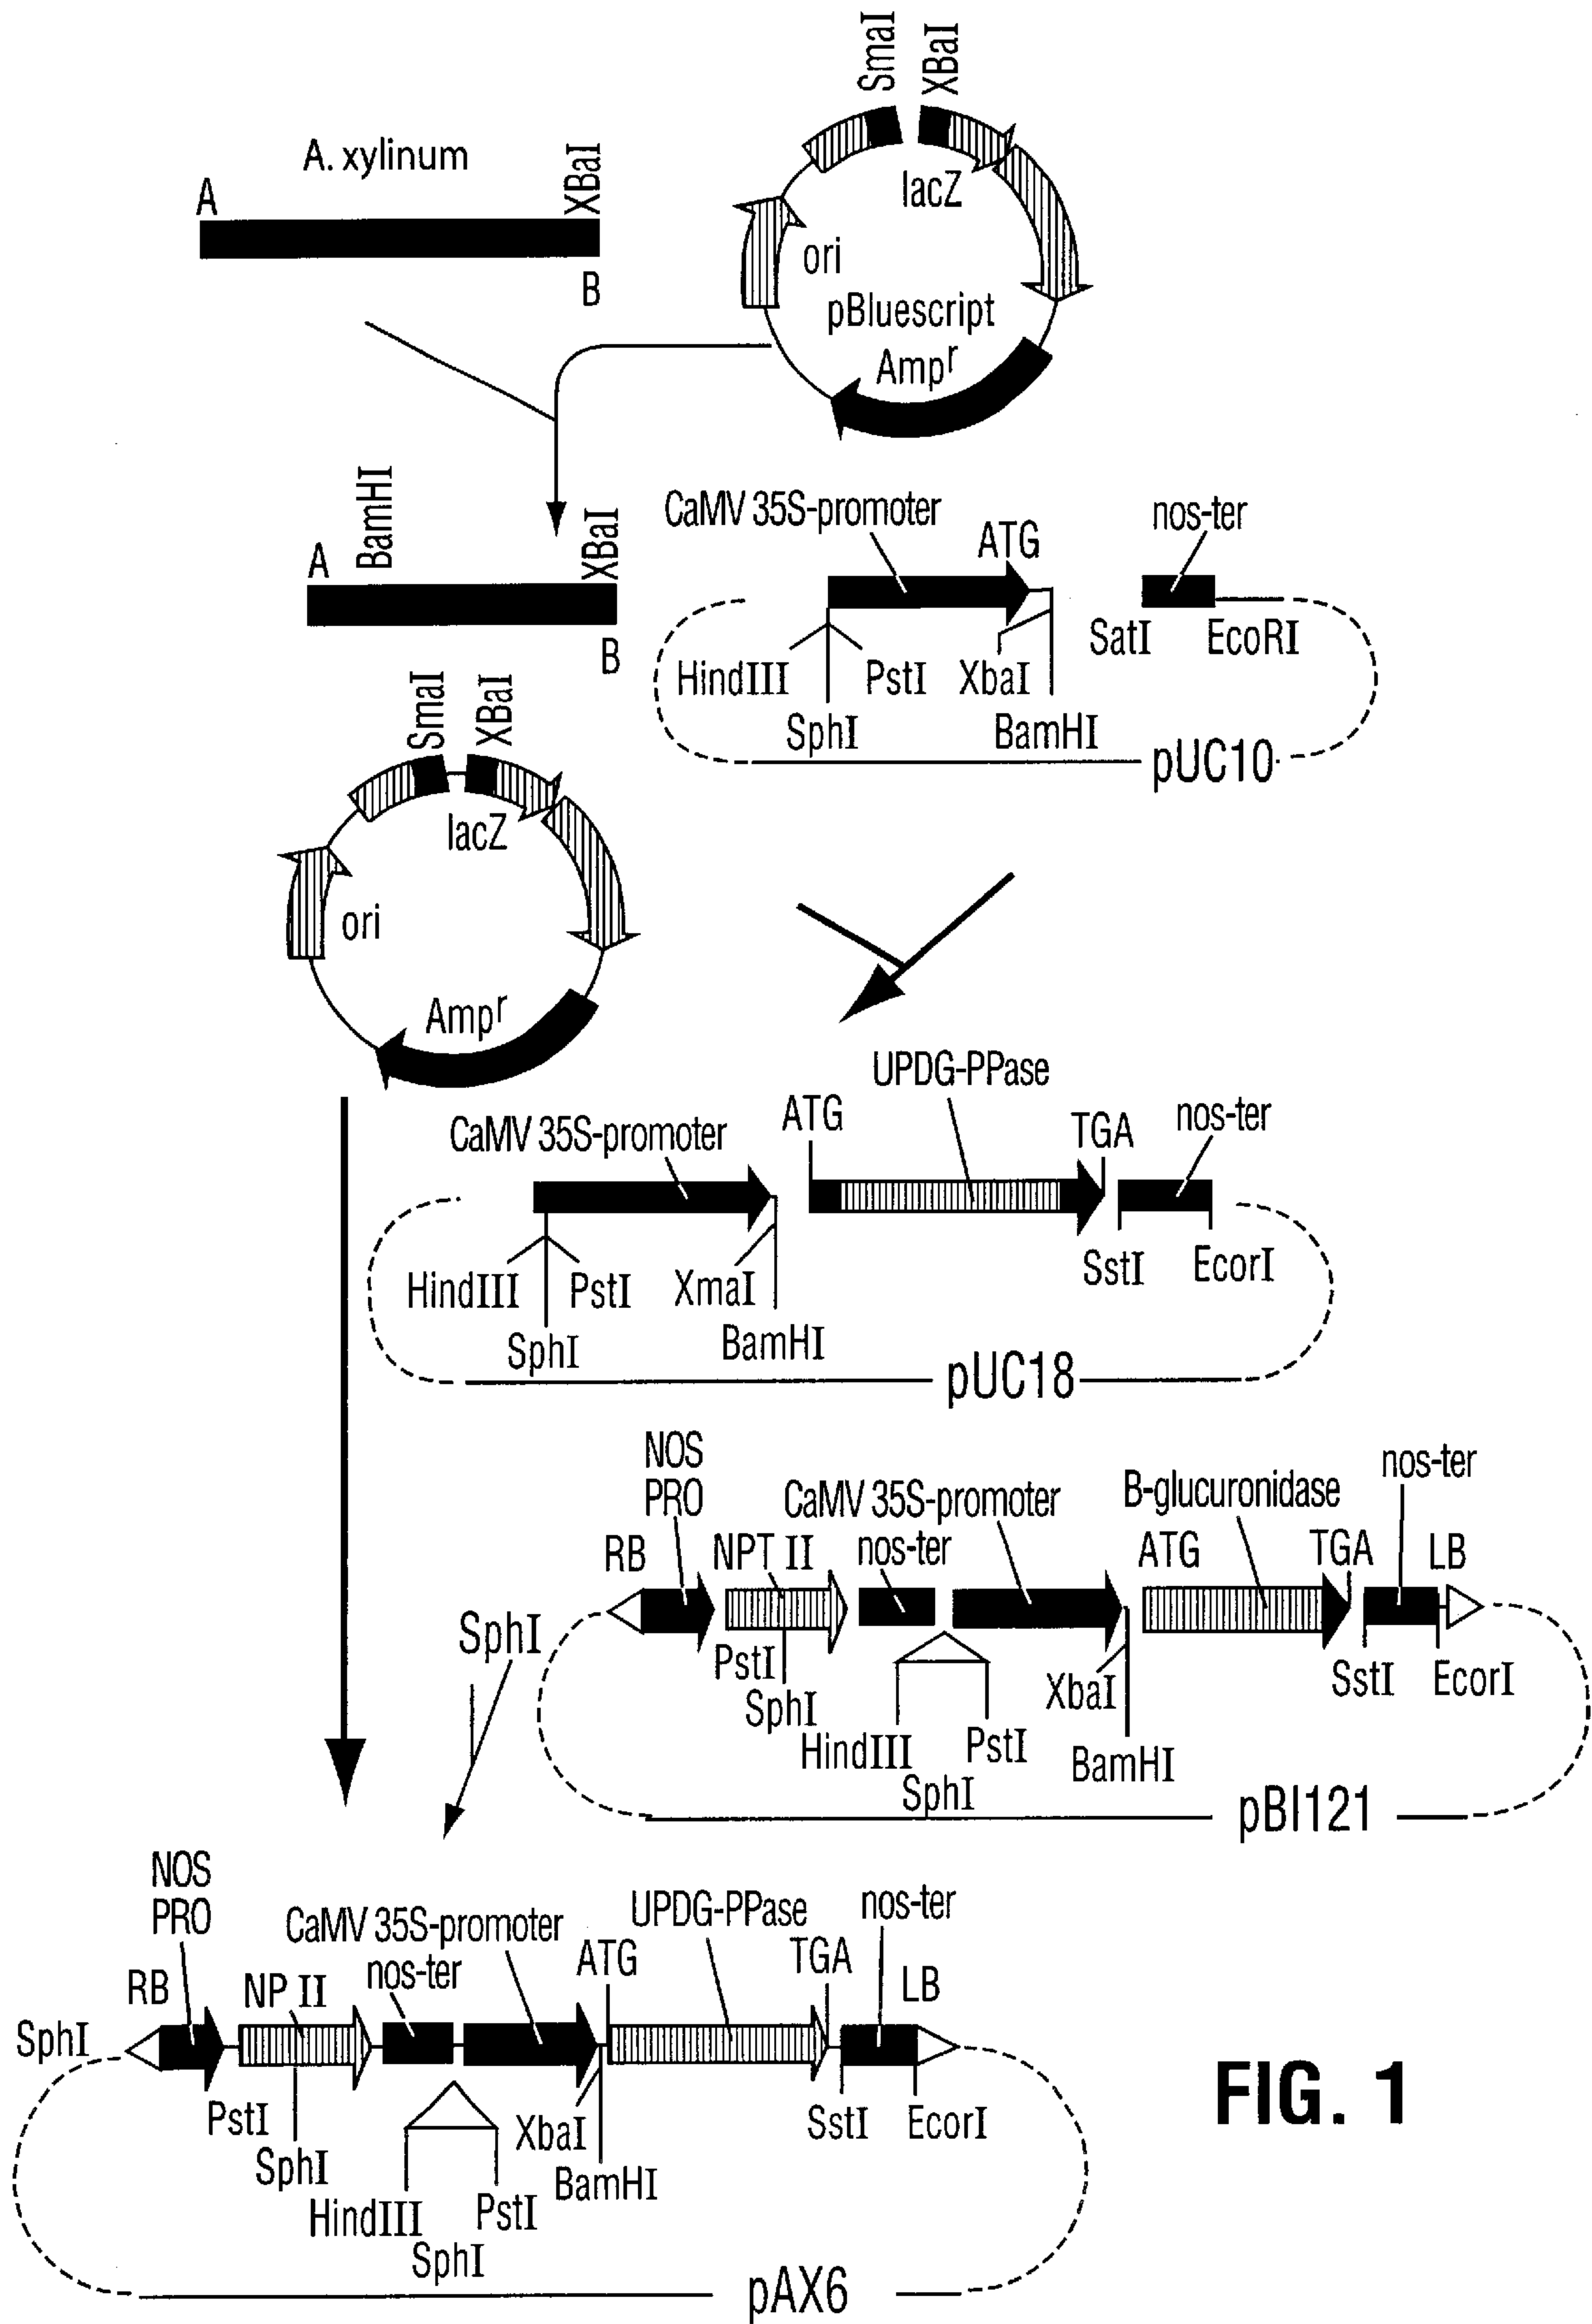 SmaI
XBaI
A. xylinum
A
XBaI
B
lacZ
ori
pBluescript
Ampr
A
BamHI
XBaI
B
CaMV 35S-promoter
ATG
nos-ter
SatI
EcoRI
HindIII
PstI
XbaI
SphI
BamHI
pUC10
SmaI
XBaI
lacZ
ori
Ampr
UPDG-PPase
CaMV 35S-promoter
ATG
TGA
nos-ter
SstI
EcorI
HindIII
PstI
XmaI
SphI
BamHI
pUC18
NOS
PRO
CaMV 35S-promoter
B-glucuronidase
nos-ter
RB
NPT II
nos-ter
ATG
TGA
LB
SphI
PstI
SphI
XbaI
SstI
EcorI
HindIII
PstI
BamHI
SphI
pBI121
NOS
PRO
CaMV 35S-promoter
UPDG-PPase
nos-ter
RB
NP II
nos-ter
ATG
TGA
LB
SphI
PstI
SphI
XbaI
SstI
EcorI
HindIII
PstI
BamHI
SphI
pAX6
FIG. 1